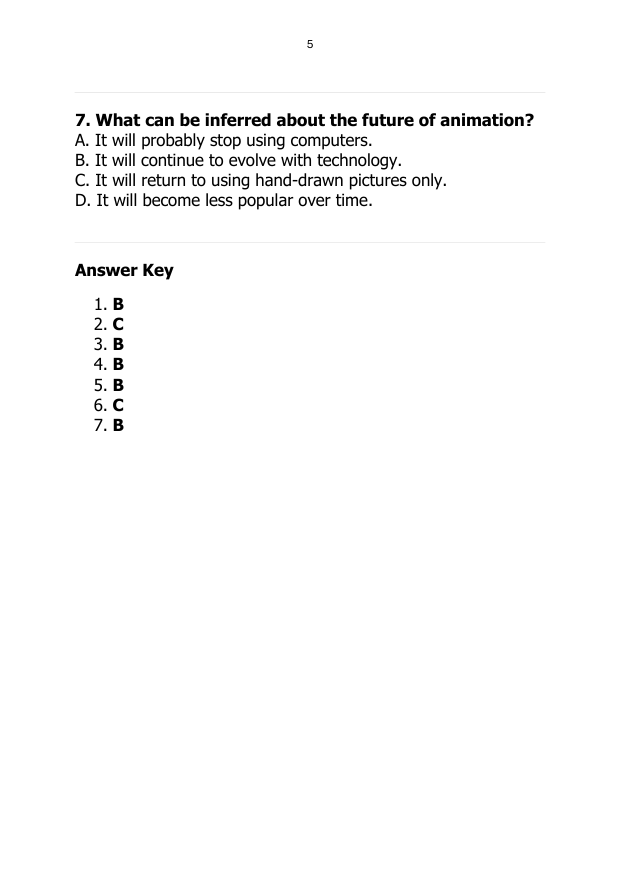 5
7. What can be inferred about the future of animation?
A. It will probably stop using computers.
B. It will continue to evolve with technology.
C. It will return to using hand-drawn pictures only.
D. It will become less popular over time.
Answer Key
1. B
2. C
3. B
4. B
5. B
6. C
7. B